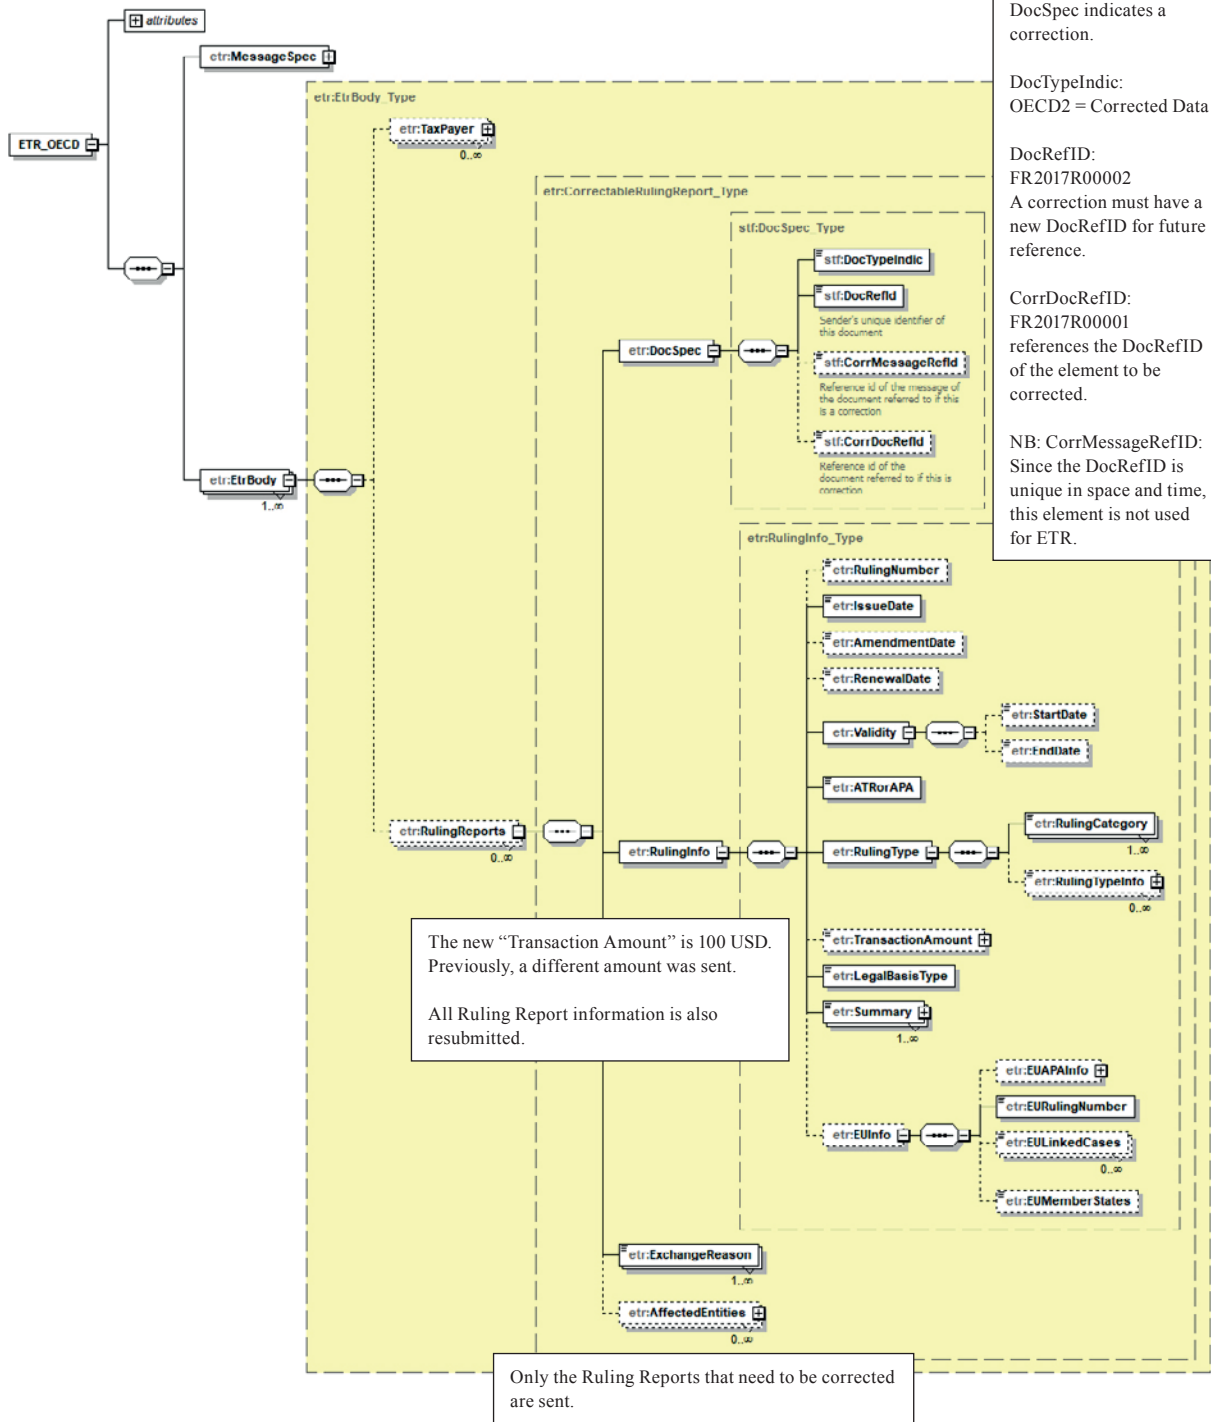 attributes
etr:MessageSpec
etr:EtrBody_Type
etr:TaxPayer
0..∞
ETR_OECD
etr:CorrectableRulingReport_Type
stf:DocSpec_Type
stf:DocTypeIndic
stf:DocRefId
Sender's unique identifier of
this document
etr:DocSpec
stf:CorrMessageRefId
Reference id of the message of
the document referred to if this
is a correction
stf:CorrDocRefId
Reference id of the
document referred to if this is
correction
etr:EtrBody
1..∞
DocSpec indicates a
correction.
DocTypeIndic:
OECD2 = Corrected Data
DocRefID:
FR2017R00002
A correction must have a
new DocRefID for future
reference.
CorrDocRefID:
FR2017R00001
references the DocRefID
of the element to be
corrected.
NB: CorrMessageRefID:
Since the DocRefID is
unique in space and time,
this element is not used
for ETR.
etr:RulingInfo_Type
etr:RulingNumber
etr:IssueDate
etr:AmendmentDate
etr:RenewalDate
etr:Validity
etr:StartDate
etr:EndDate
etr:ATRorAPA
etr:RulingReports
0..∞
etr:RulingInfo
etr:RulingType
etr:RulingCategory
1..∞
etr:RulingTypeInfo
0..∞
The new “Transaction Amount” is 100 USD.
Previously, a different amount was sent.
All Ruling Report information is also
resubmitted.
etr:TransactionAmount
etr:LegalBasisType
etr:Summary
1..∞
etr:EUInfo
etr:EUAPAInfo
etr:EURulingNumber
etr:EULinkedCases
0..∞
etr:EUMemberStates
etr:ExchangeReason
1..∞
etr:AffectedEntities
0..∞
Only the Ruling Reports that need to be corrected
are sent.